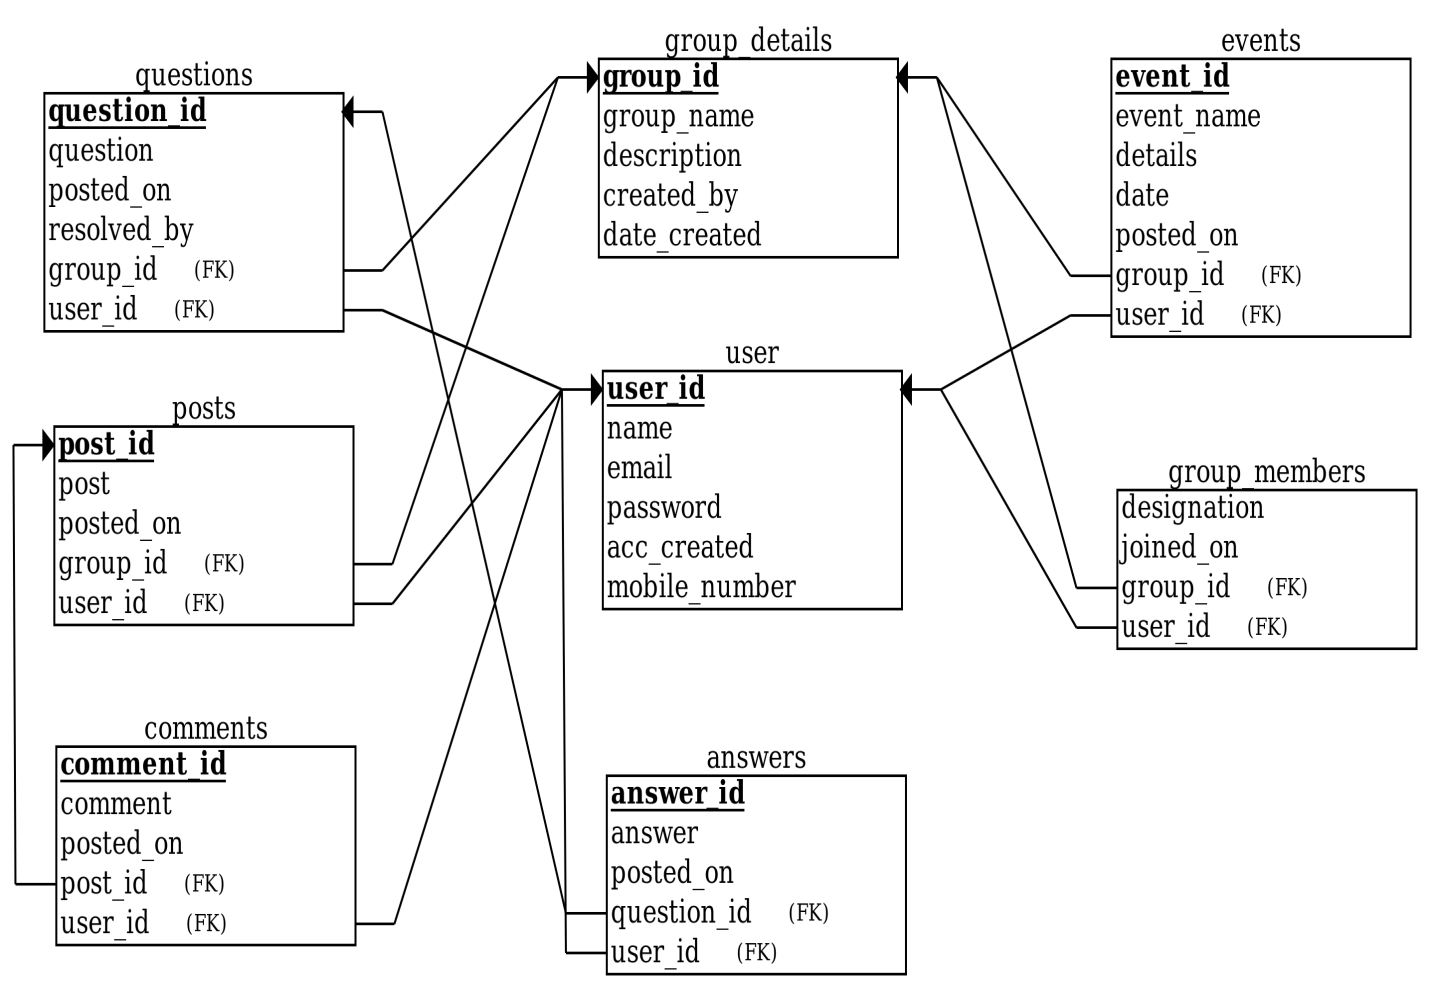 questions
question_id
question
posted_on
resolved_by
group_id (FK)
user_id (FK)
group_details
group_id
group_name
description
created_by
date_created
events
event_id
event_name
details
date
posted_on
group_id (FK)
user_id (FK)
posts
post_id
post
posted_on
group_id (FK)
user_id (FK)
user
user_id
name
email
password
acc_created
mobile_number
group_members
designation
joined_on
group_id (FK)
user_id (FK)
comments
comment_id
comment
posted_on
post_id (FK)
user_id (FK)
answers
answer_id
answer
posted_on
question_id (FK)
user_id (FK)